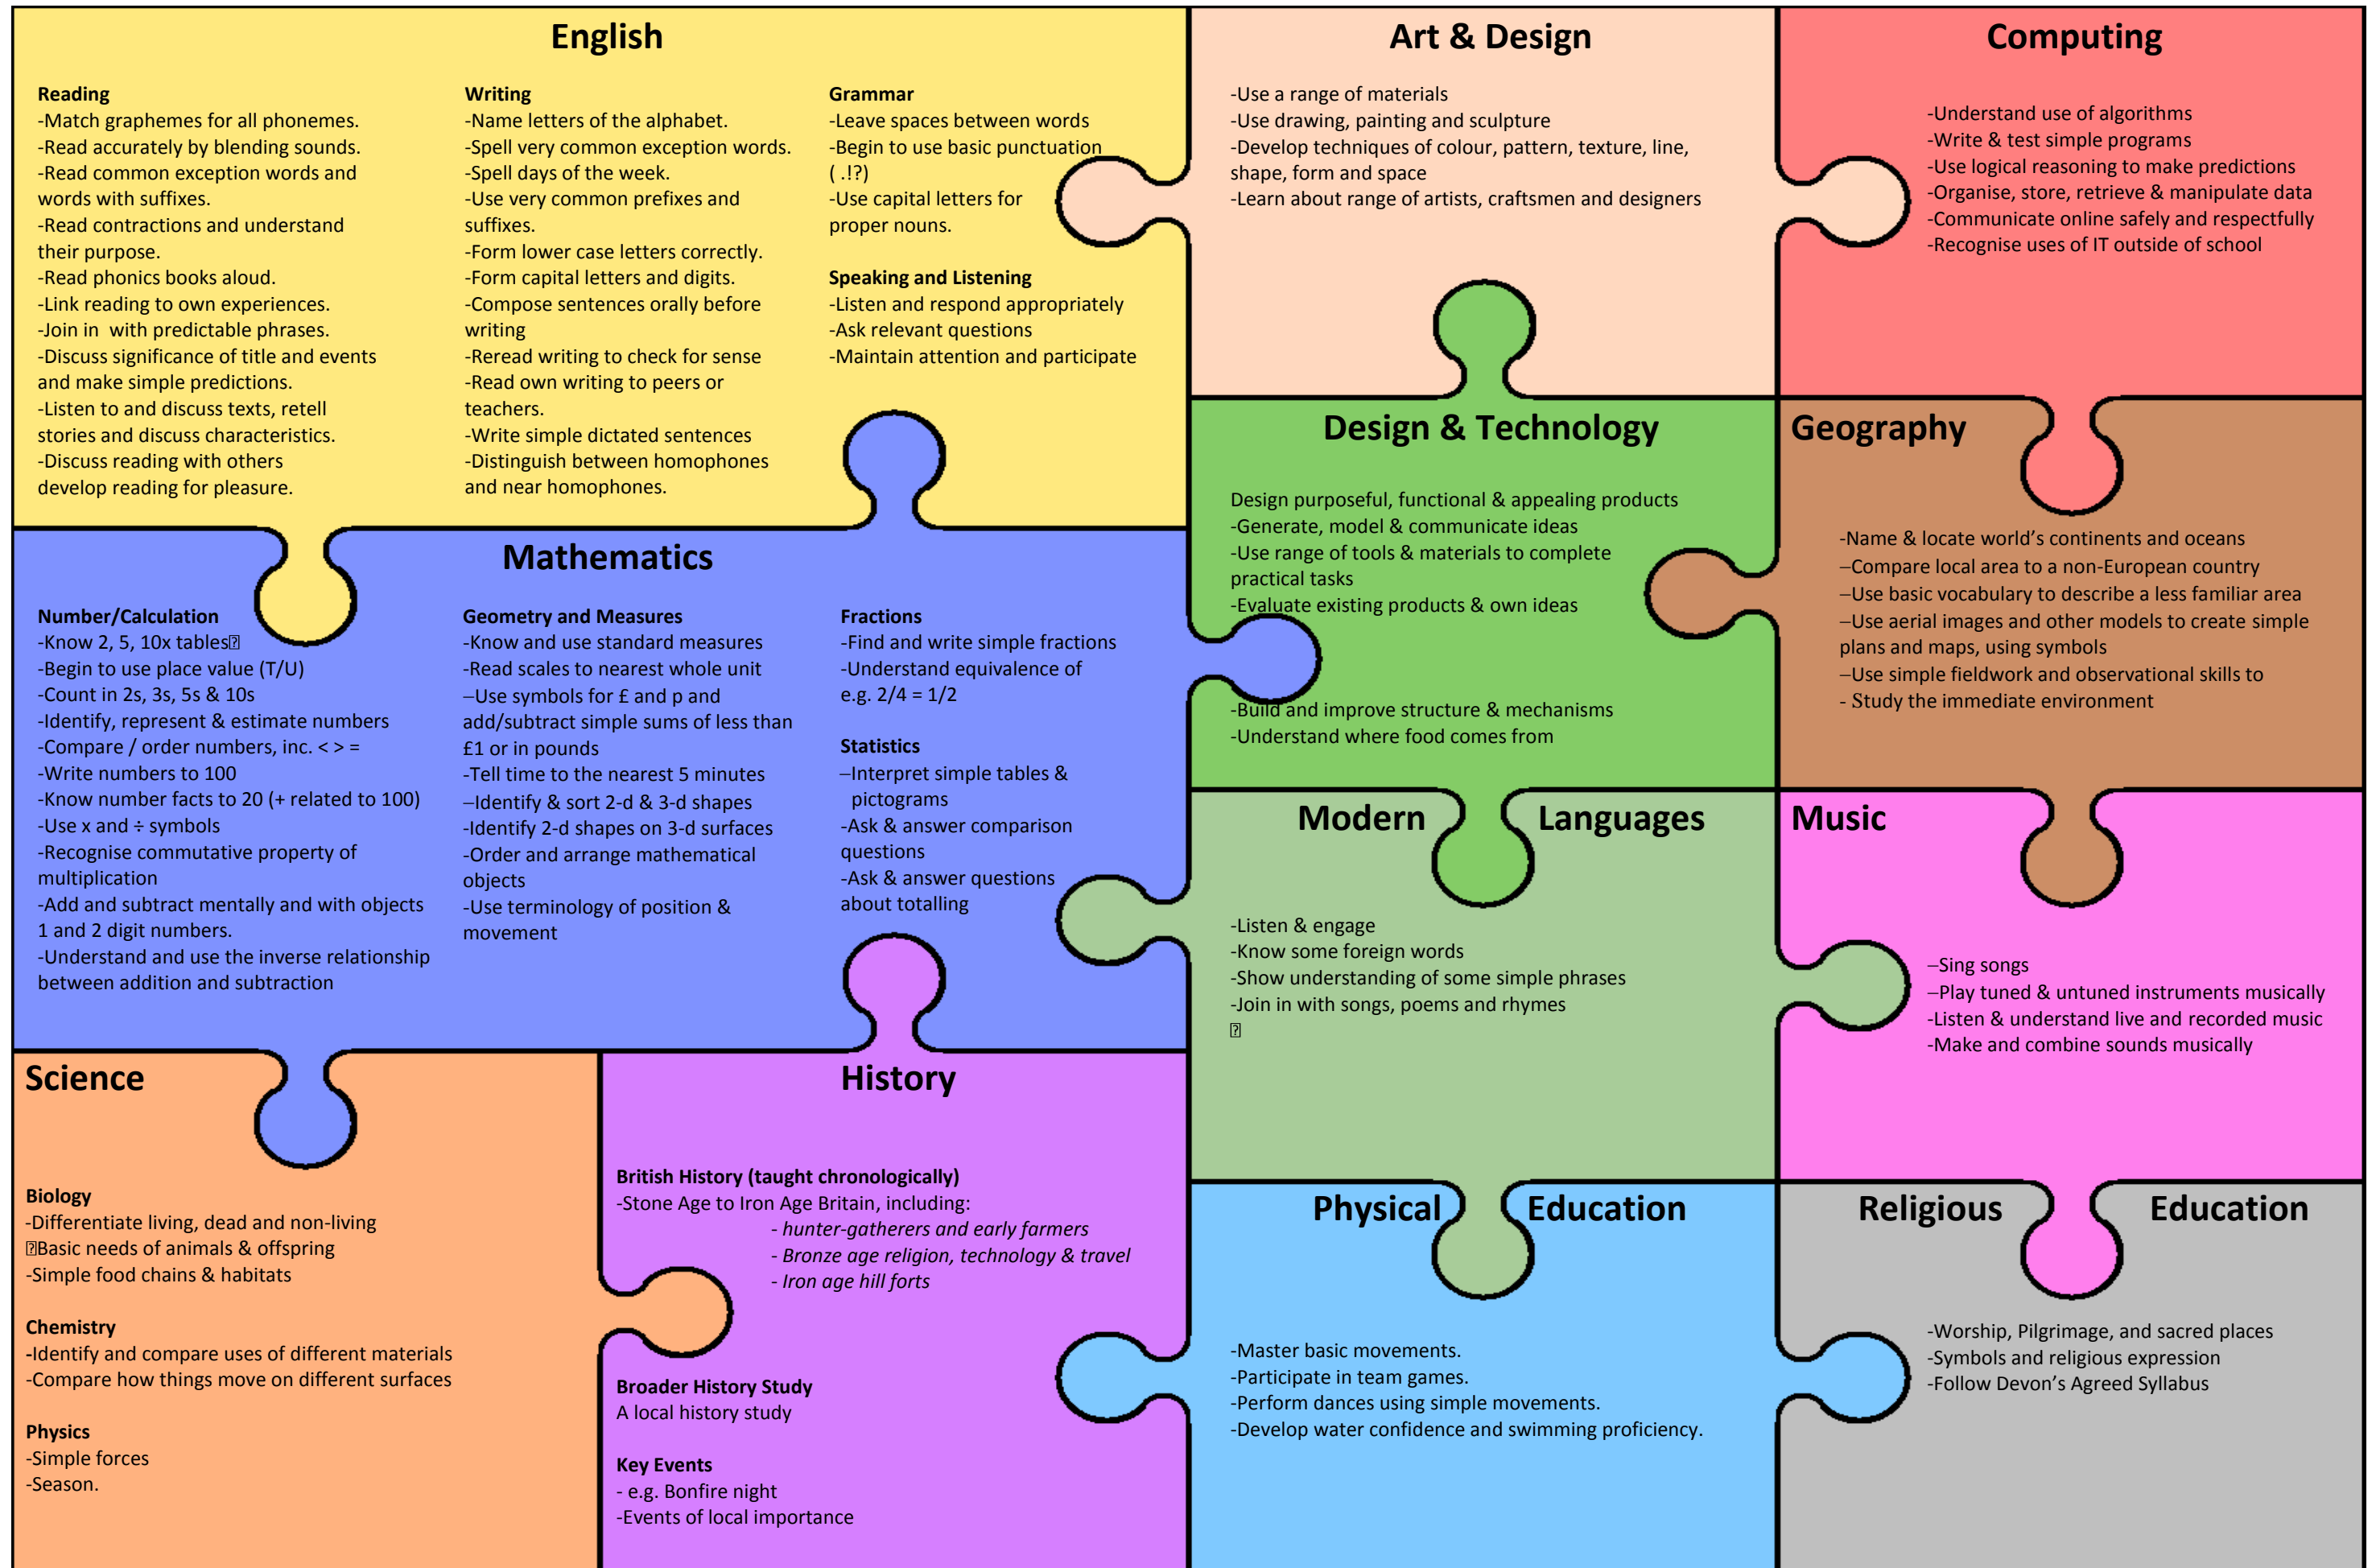 English
Reading
-Match graphemes for all phonemes.
-Read accurately by blending sounds.
-Read common exception words and
words with suffixes.
-Read contractions and understand
their purpose.
-Read phonics books aloud.
-Link reading to own experiences.
-Join in  with predictable phrases.
-Discuss significance of title and events
and make simple predictions.
-Listen to and discuss texts, retell
stories and discuss characteristics.
-Discuss reading with others
develop reading for pleasure.
Writing
-Name letters of the alphabet.
-Spell very common exception words.
-Spell days of the week.
-Use very common prefixes and
suffixes.
-Form lower case letters correctly.
-Form capital letters and digits.
-Compose sentences orally before
writing
-Reread writing to check for sense
-Read own writing to peers or
teachers.
-Write simple dictated sentences
-Distinguish between homophones
and near homophones.
Grammar
-Leave spaces between words
-Begin to use basic punctuation
( .!?)
-Use capital letters for
proper nouns.
Speaking and Listening
-Listen and respond appropriately
-Ask relevant questions
-Maintain attention and participate
Art & Design
-Use a range of materials
-Use drawing, painting and sculpture
-Develop techniques of colour, pattern, texture, line,
shape, form and space
-Learn about range of artists, craftsmen and designers
Computing
-Understand use of algorithms
-Write & test simple programs
-Use logical reasoning to make predictions
-Organise, store, retrieve & manipulate data
-Communicate online safely and respectfully
-Recognise uses of IT outside of school
Mathematics
Number/Calculation
-Know 2, 5, 10x tables
-Begin to use place value (T/U)
-Count in 2s, 3s, 5s & 10s
-Identify, represent & estimate numbers
-Compare / order numbers, inc. < > =
-Write numbers to 100
-Know number facts to 20 (+ related to 100)
-Use x and ÷ symbols
-Recognise commutative property of
multiplication
-Add and subtract mentally and with objects
1 and 2 digit numbers.
-Understand and use the inverse relationship
between addition and subtraction
Geometry and Measures
-Know and use standard measures
-Read scales to nearest whole unit
–Use symbols for £ and p and
add/subtract simple sums of less than
£1 or in pounds
-Tell time to the nearest 5 minutes
–Identify & sort 2-d & 3-d shapes
-Identify 2-d shapes on 3-d surfaces
-Order and arrange mathematical
objects
-Use terminology of position &
movement
Fractions
-Find and write simple fractions
-Understand equivalence of
e.g. 2/4 = 1/2
Statistics
–Interpret simple tables &
pictograms
-Ask & answer comparison
questions
-Ask & answer questions
about totalling
Design & Technology
Design purposeful, functional & appealing products
-Generate, model & communicate ideas
-Use range of tools & materials to complete
practical tasks
-Evaluate existing products & own ideas
-Build and improve structure & mechanisms
-Understand where food comes from
Geography
-Name & locate world’s continents and oceans
–Compare local area to a non-European country
–Use basic vocabulary to describe a less familiar area
–Use aerial images and other models to create simple
plans and maps, using symbols
–Use simple fieldwork and observational skills to
- Study the immediate environment
Modern Languages
-Listen & engage
-Know some foreign words
-Show understanding of some simple phrases
-Join in with songs, poems and rhymes
Music
–Sing songs
–Play tuned & untuned instruments musically
-Listen & understand live and recorded music
-Make and combine sounds musically
Science
Biology
-Differentiate living, dead and non-living
Basic needs of animals & offspring
-Simple food chains & habitats
Chemistry
-Identify and compare uses of different materials
-Compare how things move on different surfaces
Physics
-Simple forces
-Season.
History
British History (taught chronologically)
-Stone Age to Iron Age Britain, including:
- hunter-gatherers and early farmers
- Bronze age religion, technology & travel
- Iron age hill forts
Broader History Study
A local history study
Key Events
- e.g. Bonfire night
-Events of local importance
Physical Education
-Master basic movements.
-Participate in team games.
-Perform dances using simple movements.
-Develop water confidence and swimming proficiency.
Religious Education
-Worship, Pilgrimage, and sacred places
-Symbols and religious expression
-Follow Devon’s Agreed Syllabus